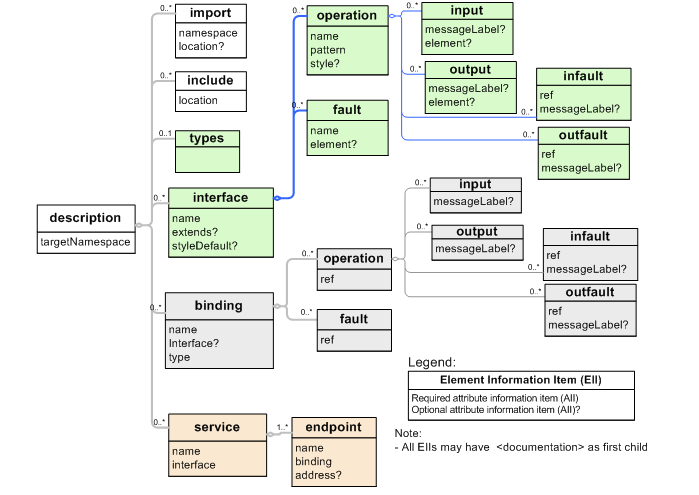 description
targetNamespace
0..*
import
namespace
location?
0..*
include
location
0..1
types
0..*
interface
name
extends?
styleDefault?
0..*
operation
name
pattern
style?
0..*
fault
name
element?
0..*
input
messageLabel?
element?
0..*
output
messageLabel?
element?
0..*
infault
ref
messageLabel?
0..*
outfault
ref
messageLabel?
0..*
binding
name
Interface?
type
0..*
operation
ref
0..*
fault
ref
0..*
input
messageLabel?
0..*
output
messageLabel?
0..*
infault
ref
messageLabel?
0..*
outfault
ref
messageLabel?
0..*
service
name
interface
1..*
endpoint
name
binding
address?
Legend:
Element Information Item (EII)
Required attribute information item (AII)
Optional attribute information item (AII)?
Note:
- All EIIs may have <documentation> as first child